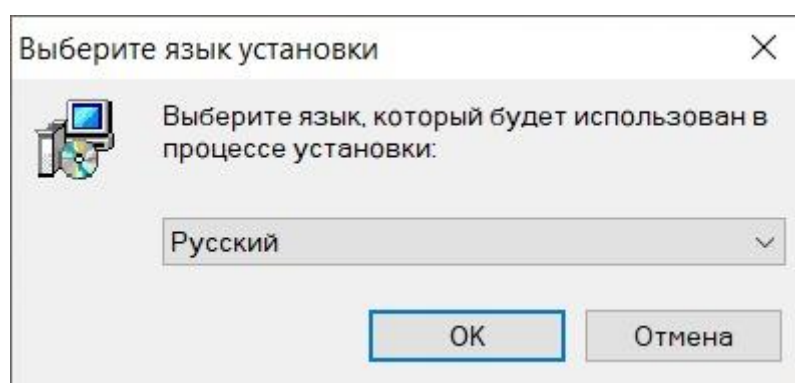 Выберите язык установки
Выберите язык, который будет использован в
процессе установки:
Русский
OK
Отмена